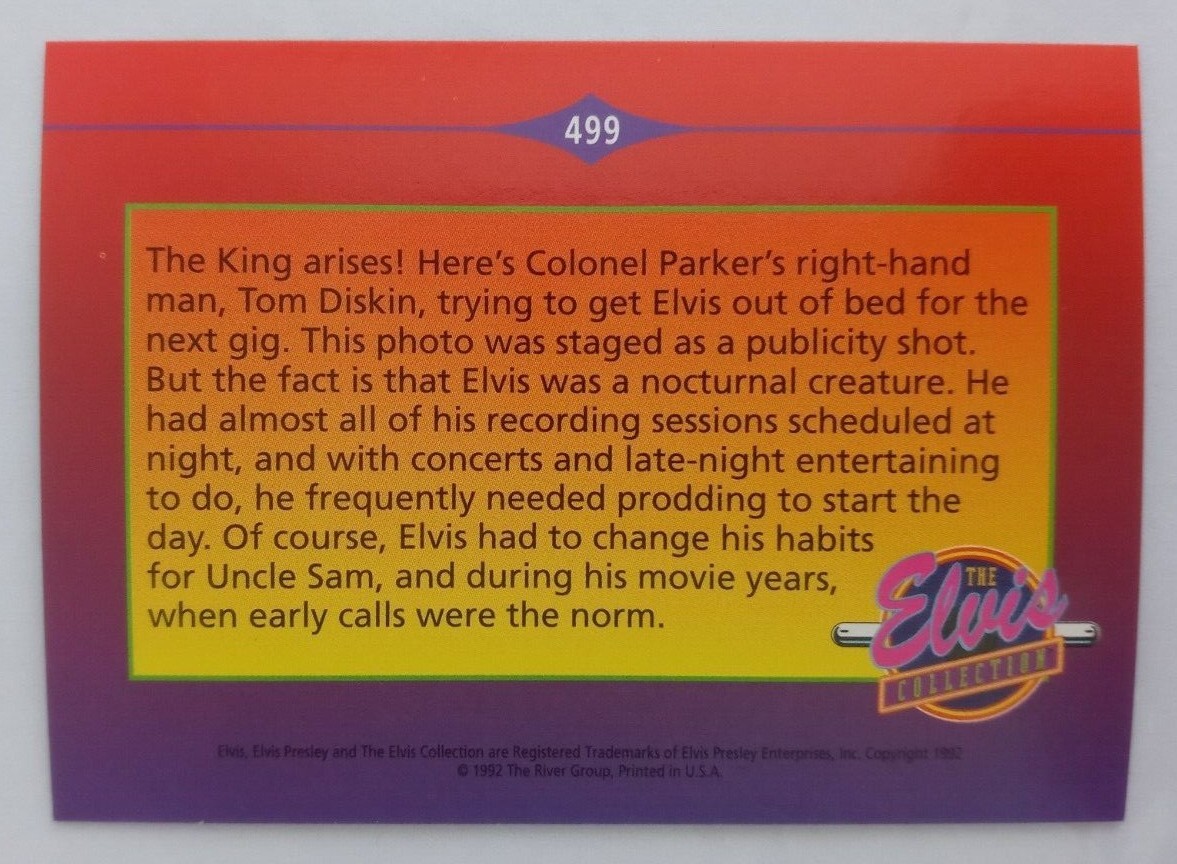 499
The King arises! Here's Colonel Parker's right-hand
man, Tom Diskin, trying to get Elvis out of bed for the
next gig. This photo was staged as a publicity shot.
But the fact is that Elvis was a nocturnal creature. He
had almost all of his recording sessions scheduled at
night, and with concerts and late-night entertaining
to do, he frequently needed prodding to start the
day. Of course, Elvis had to change his habits
for Uncle Sam, and during his movie years,
when early calls were the norm.
THE
Elvis
COLLECTION
Elvis, Elvis Presley and The Elvis Collection are Registered Trademarks of Elvis Presley Enterprises, Inc. Copyright 1992
© 1992 The River Group, Printed in U.S.A.